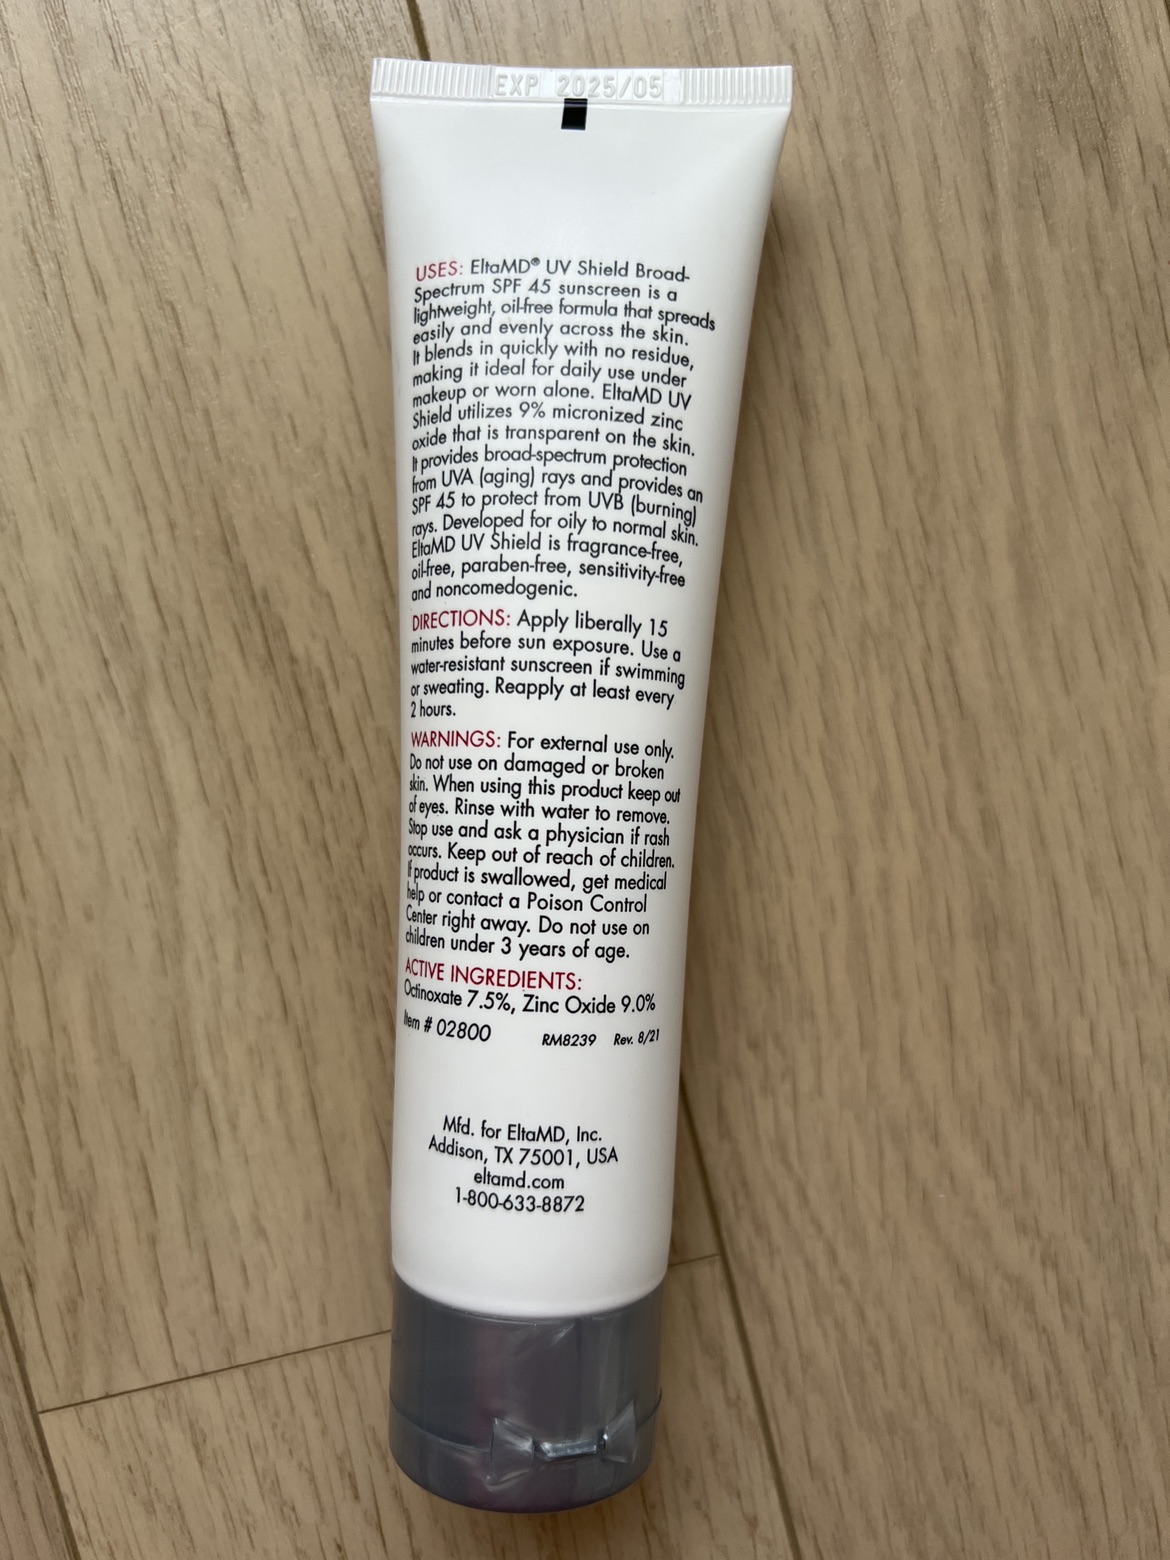 EXP 2025/05
USES: EltaMD® UV Shield Broad-
Spectrum SPF 45 sunscreen is a
lightweight, oil-free formula that spreads
easily and evenly across the skin.
It blends in quickly with no residue,
making it ideal for daily use under
makeup or worn alone. EltaMD UV
Shield utilizes 9% micronized zinc
oxide that is transparent on the skin.
It provides broad-spectrum protection
from UVA (aging) rays and provides an
SPF 45 to protect from UVB (burning)
rays. Developed for oily to normal skin.
EltaMD UV Shield is fragrance-free,
oil-free, paraben-free, sensitivity-free
and noncomedogenic.
DIRECTIONS: Apply liberally 15
minutes before sun exposure. Use a
water-resistant sunscreen if swimming
or sweating. Reapply at least every
2 hours.
WARNINGS: For external use only.
Do not use on damaged or broken
skin. When using this product keep out
of eyes. Rinse with water to remove.
Stop use and ask a physician if rash
occurs. Keep out of reach of children.
If product is swallowed, get medical
help or contact a Poison Control
Center right away. Do not use on
children under 3 years of age.
ACTIVE INGREDIENTS:
Octinoxate 7.5%, Zinc Oxide 9.0%
Item # 02800 RM8239 Rev. 8/21
Mfd. for EltaMD, Inc.
Addison, TX 75001, USA
eltamd.com
1-800-633-8872